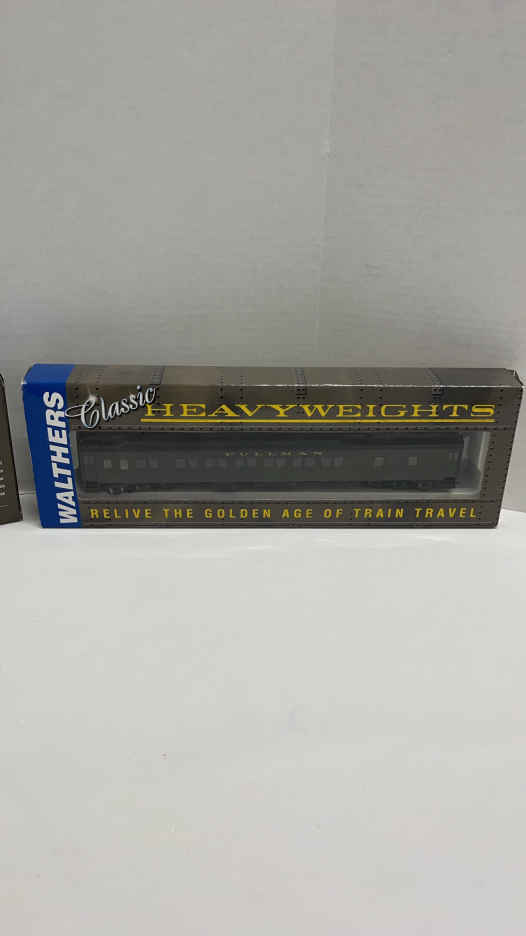 WALTHERS
Classic
HEAVYWEIGHTS
PULLMAN
RELIVE THE GOLDEN AGE OF TRAIN TRAVEL